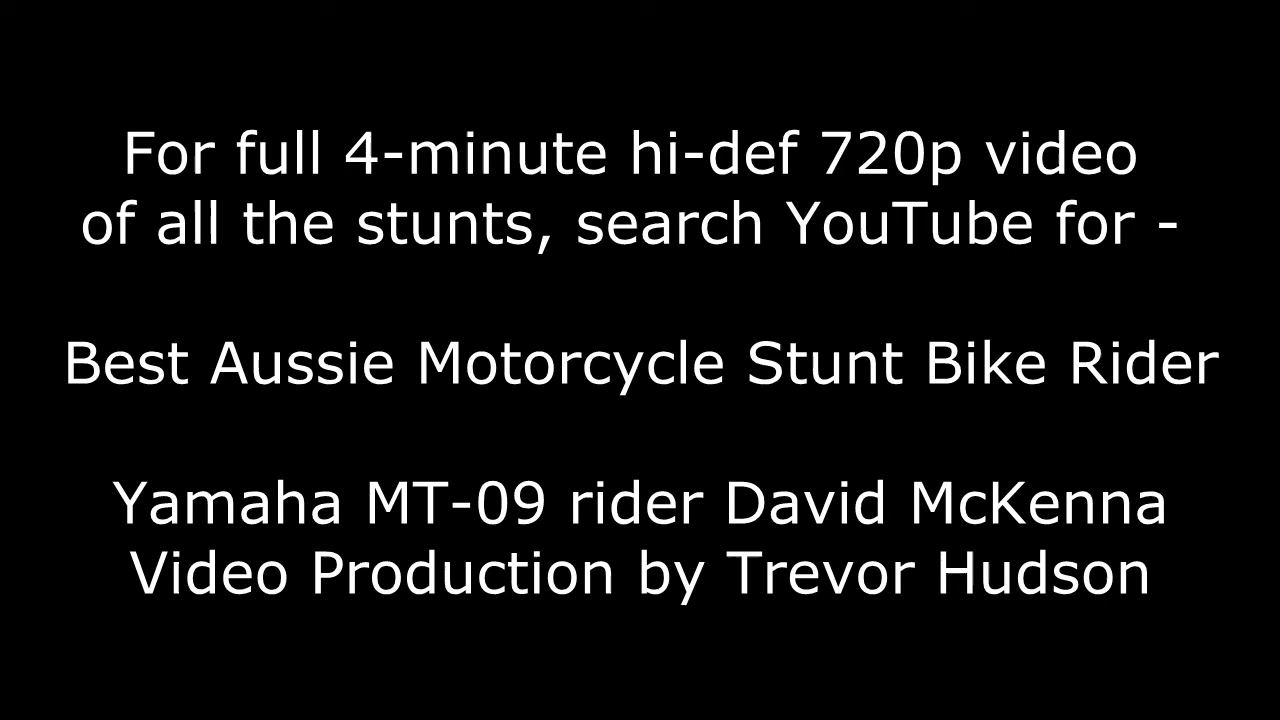 For full 4-minute hi-def 720p video
of all the stunts, search YouTube for -
Best Aussie Motorcycle Stunt Bike Rider
Yamaha MT-09 rider David McKenna
Video Production by Trevor Hudson